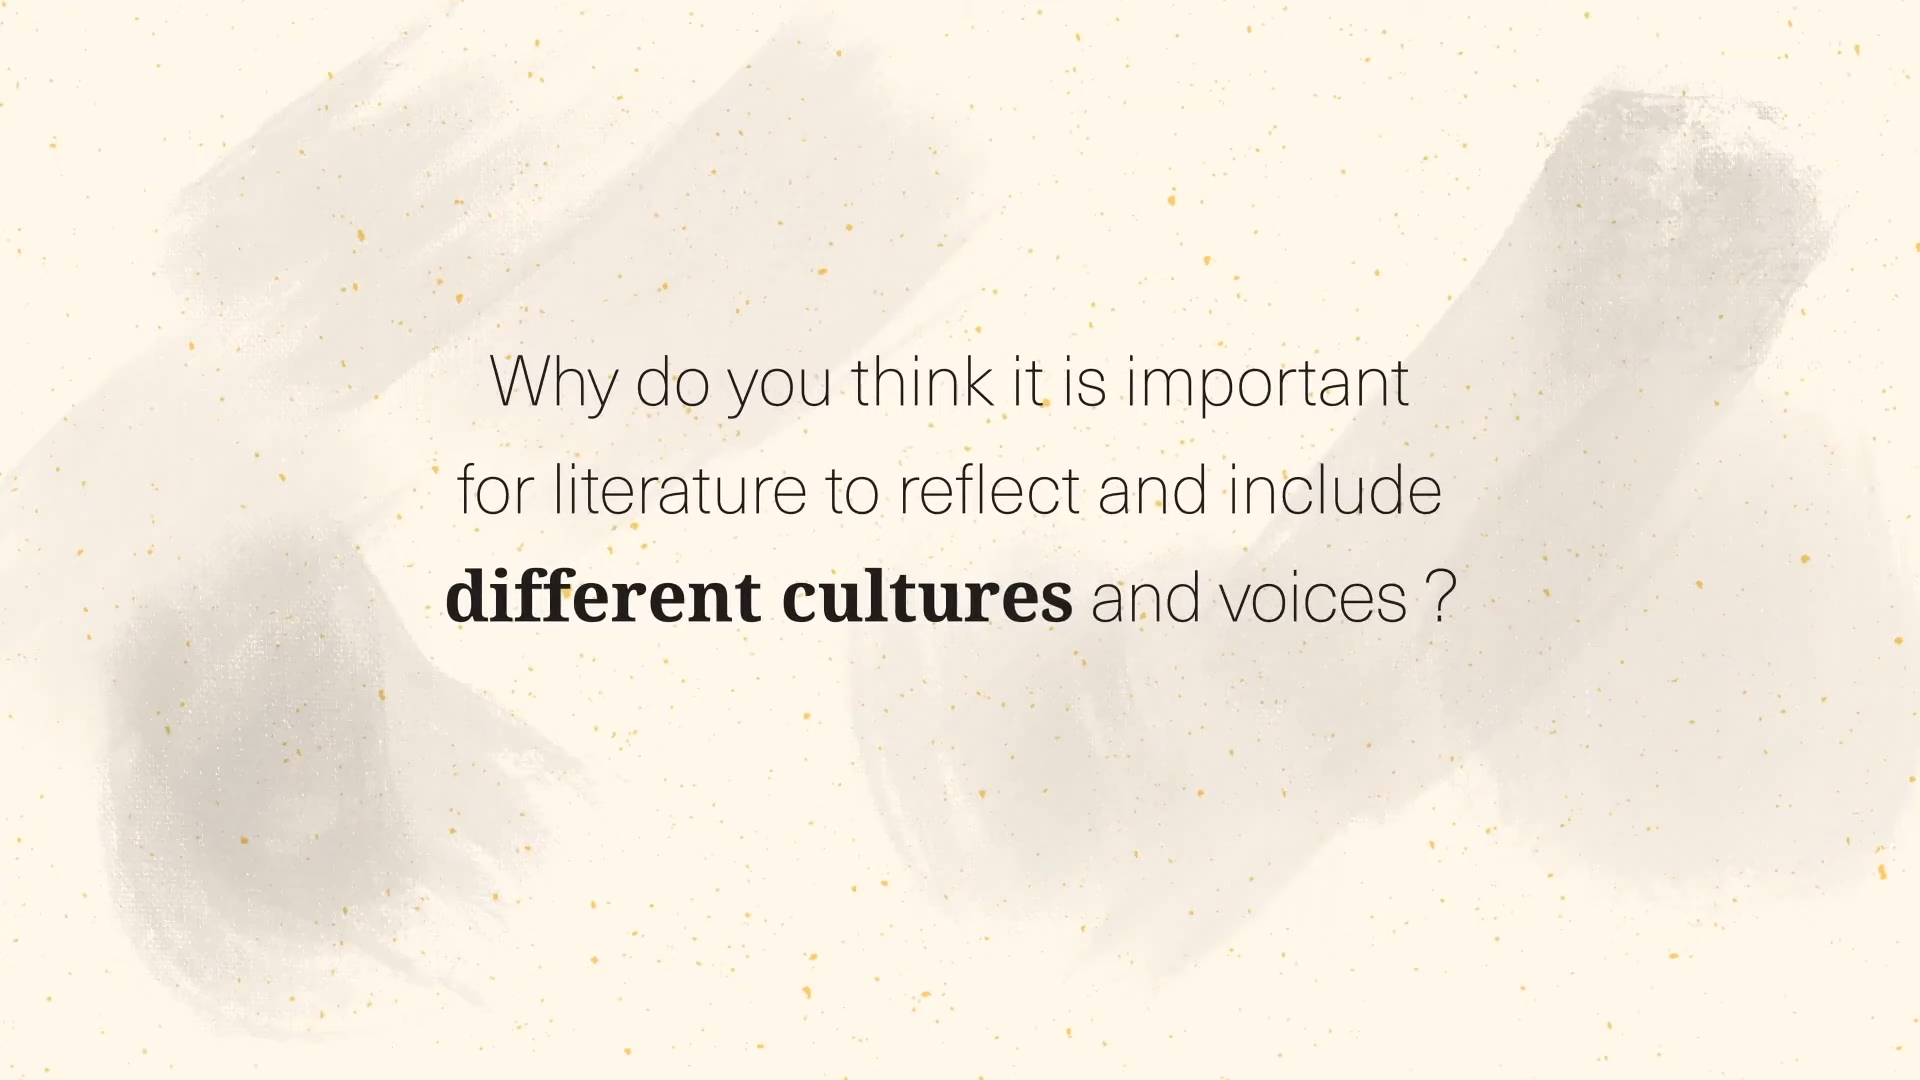 Why do you think it is important
for literature to reflect and include
different cultures and voices ?